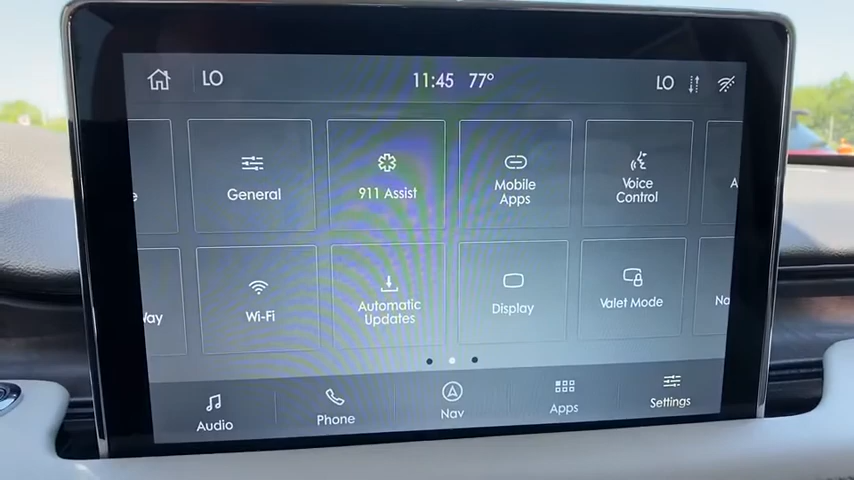 LO 11:45 77° LO
General
911 Assist
Mobile
Apps
Voice
Control
Wi-Fi
Automatic
Updates
Display
Valet Mode
Audio
Phone
Nav
Apps
Settings